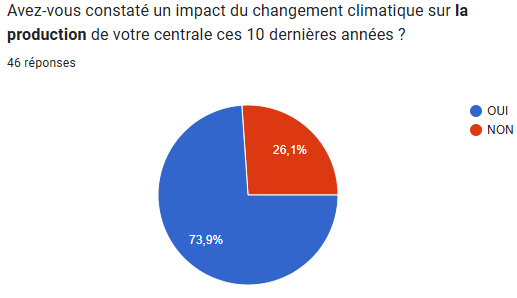 Avez-vous constaté un impact du changement climatique sur la
production de votre centrale ces 10 dernières années ?
46 réponses
OUI
NON
26,1%
73,9%